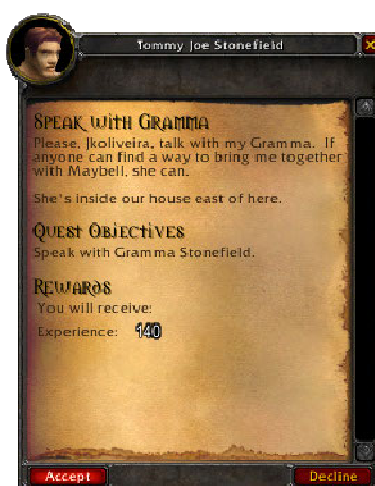 Tommy Joe Stonefield
X
Speak with Gramma
Please, Jkoliveira, talk with my Gramma. If
anyone can find a way to bring me together
with Maybell, she can.
She's inside our house east of here.
Quest Objectives
Speak with Gramma Stonefield.
Rewards
You will receive:
Experience: 140
Accept
Decline